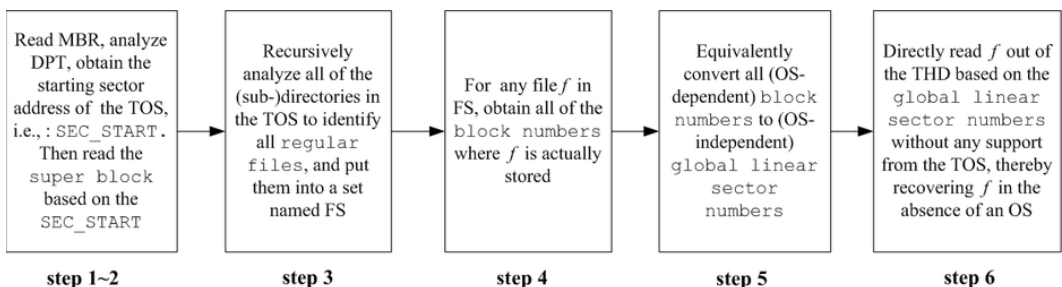 Read MBR, analyze
DPT, obtain the
starting sector
address of the TOS,
i.e., : SEC_START.
Then read the
super block
based on the
SEC_START
step 1~2
Recursively
analyze all of the
(sub-)directories in
the TOS to identify
all regular
files, and put
them into a set
named FS
step 3
For any file f in
FS, obtain all of the
block numbers
where f is actually
stored
step 4
Equivalently
convert all (OS-
dependent) block
numbers to (OS-
independent)
global linear
sector
numbers
step 5
Directly read f out of
the THD based on the
global linear
sector numbers
without any support
from the TOS, thereby
recovering f in the
absence of an OS
step 6